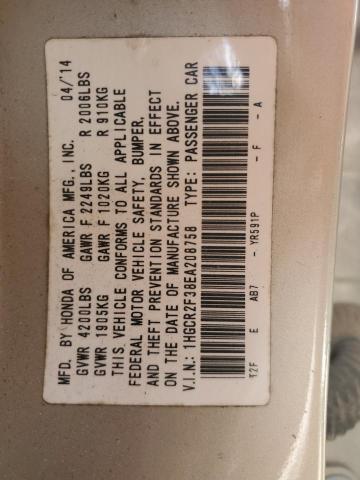 MFD. BY HONDA OF AMERICA MFG., INC. 04/'14
GVWR 4200LBS GAWR F 2249LBS R 2006LBS
GVWR 1905KG GAWR F 1020KG R 910KG
THIS VEHICLE CONFORMS TO ALL APPLICABLE
FEDERAL MOTOR VEHICLE SAFETY, BUMPER,
AND THEFT PREVENTION STANDARDS IN EFFECT
ON THE DATE OF MANUFACTURE SHOWN ABOVE.
V.I.N.: 1HGCR2F38EA208758 TYPE: PASSENGER CAR
T2F E AB7 - YR591P - F - A